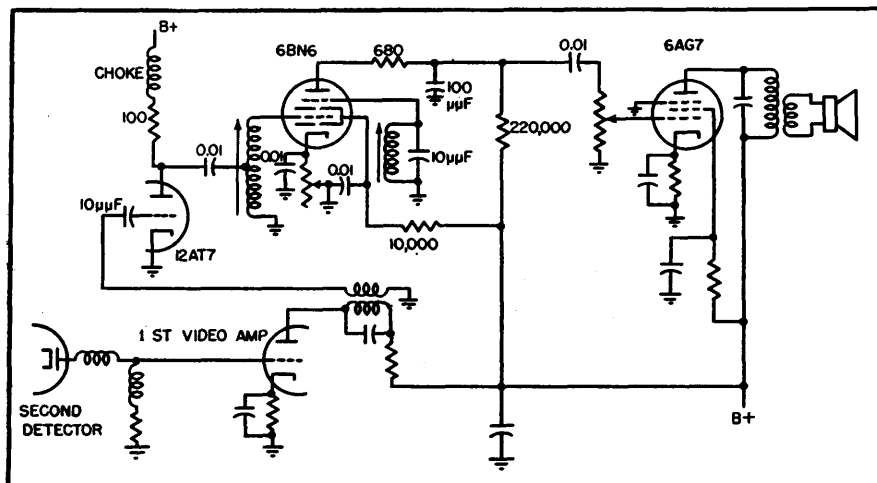 B+
6BN6
680
0.01
6AG7
CHOKE
100
μμF
100
0.01
220,000
0.01
0.01
10μμF
10μμF
12AT7
10,000
1 ST VIDEO AMP
SECOND
DETECTOR
B+